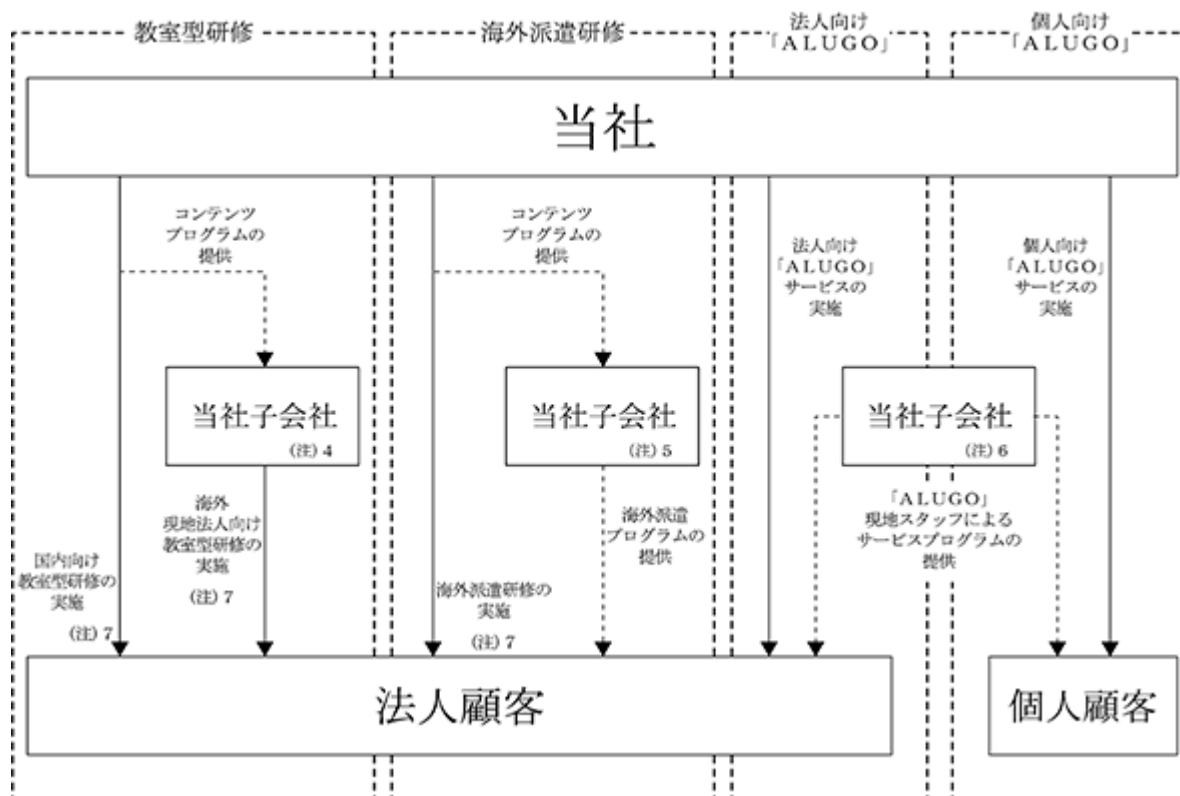 教室型研修
海外派遣研修
法人向け
「ALUGO」
個人向け
「ALUGO」
当社
コンテンツ
プログラムの
提供
コンテンツ
プログラムの
提供
法人向け
「ALUGO」
サービスの
実施
個人向け
「ALUGO」
サービスの
実施
当社子会社
(注)4
当社子会社
(注)5
当社子会社
(注)6
国内向け
教室型研修の
実施
(注)7
海外
現地法人向け
教室型研修の
実施
(注)7
海外派遣研修の
実施
(注)7
海外派遣
プログラムの
提供
「ALUGO」
現地スタッフによる
サービスプログラムの
提供
法人顧客
個人顧客